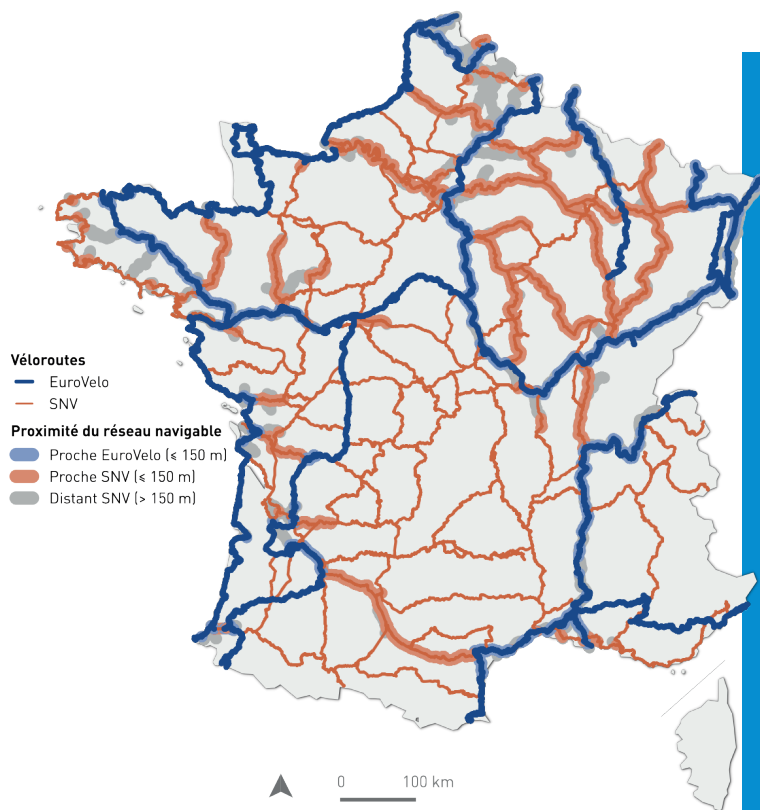 Véloroutes
EuroVelo
SNV
Proximité du réseau navigable
Proche EuroVelo (≤ 150 m)
Proche SNV (≤ 150 m)
Distant SNV (> 150 m)
0 100 km